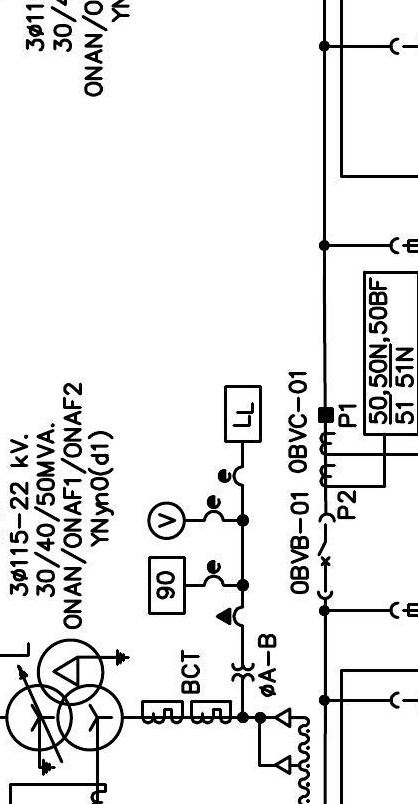 3ø11
30/4
ONAN/O
YN
3ø115-22 kV.
30/40/50MVA.
ONAN/ONAF1/ONAF2
YNyn0(d1)
LL
V
90
e
e
e
BCT
øA-B
0BVB-01
0BVC-01
P1
P2
50,50N,50BF
51 51N